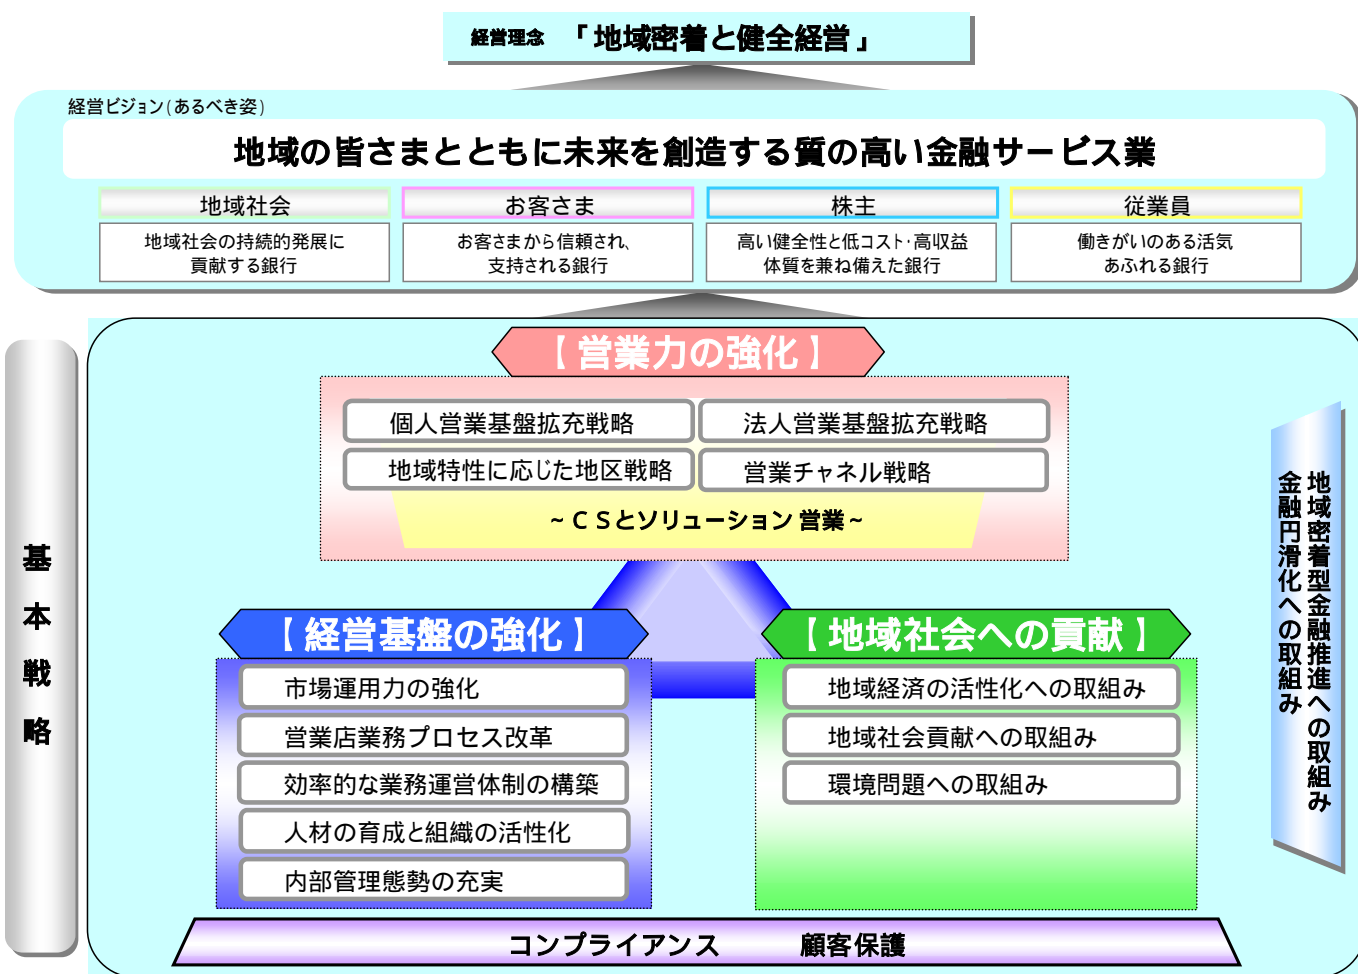 経営理念 「地域密着と健全経営」
経営ビジョン(あるべき姿)
地域の皆さまとともに未来を創造する質の高い金融サービス業
地域社会
地域社会の持続的発展に
貢献する銀行
お客さま
お客さまから信頼され、
支持される銀行
株主
高い健全性と低コスト・高収益
体質を兼ね備えた銀行
従業員
働きがいのある活気
あふれる銀行
基本戦略
【営業力の強化】
個人営業基盤拡充戦略
法人営業基盤拡充戦略
地域特性に応じた地区戦略
営業チャネル戦略
~ＣＳとソリューション営業~
【経営基盤の強化】
市場運用力の強化
営業店業務プロセス改革
効率的な業務運営体制の構築
人材の育成と組織の活性化
内部管理態勢の充実
【地域社会への貢献】
地域経済の活性化への取組み
地域社会貢献への取組み
環境問題への取組み
地域密着型金融推進への取組み
金融円滑化への取組み
コンプライアンス 顧客保護